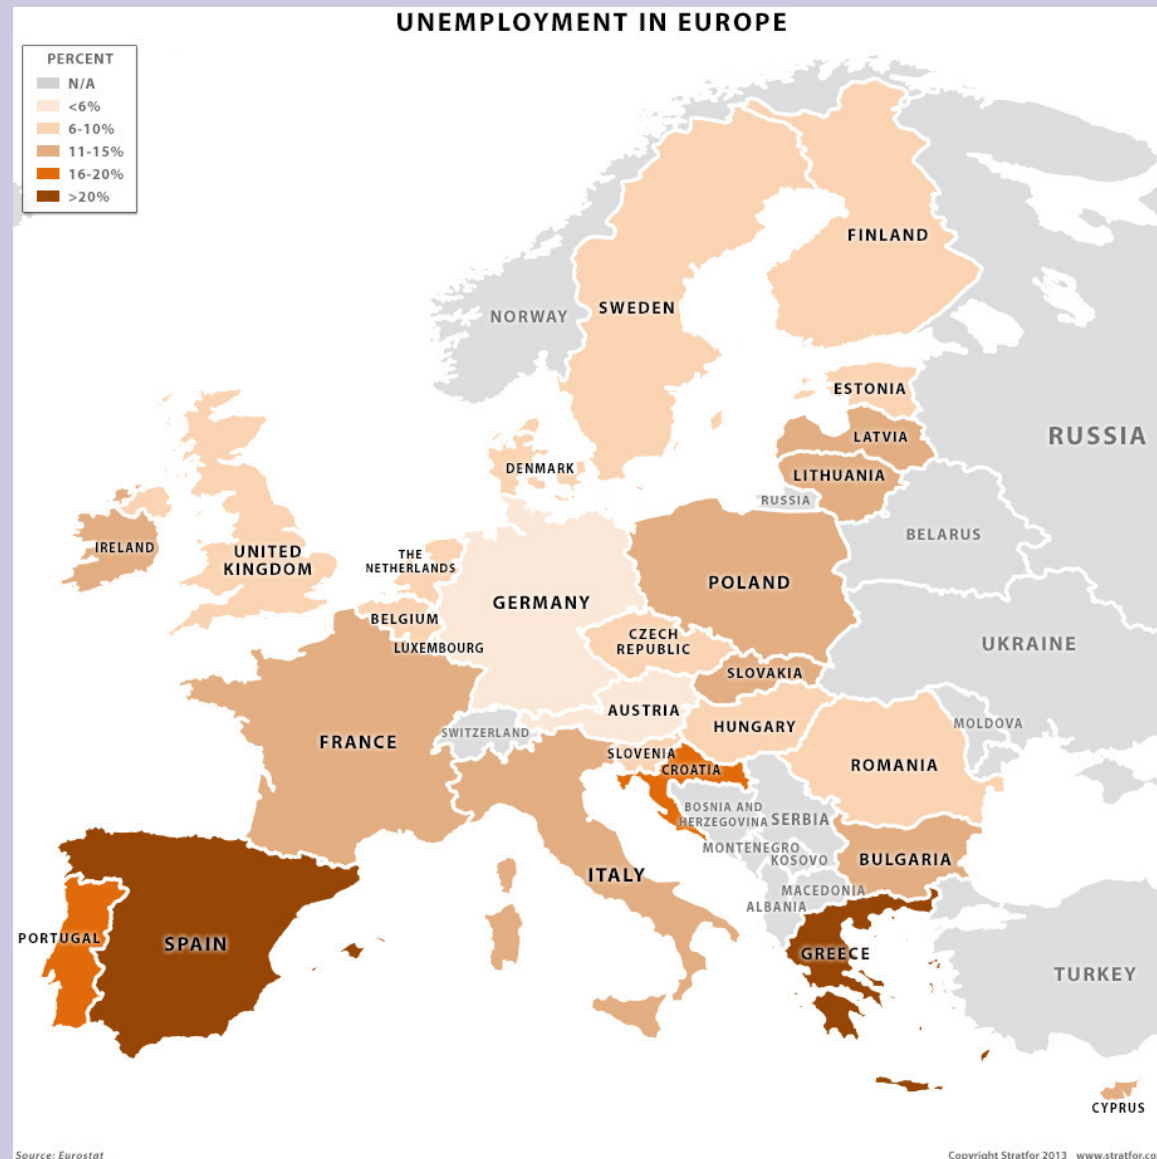 UNEMPLOYMENT IN EUROPE
PERCENT
N/A
<6%
6-10%
11-15%
16-20%
>20%
FINLAND
SWEDEN
NORWAY
ESTONIA
RUSSIA
LATVIA
DENMARK
LITHUANIA
RUSSIA
BELARUS
IRELAND
UNITED
KINGDOM
THE
NETHERLANDS
POLAND
GERMANY
BELGIUM
CZECH
REPUBLIC
UKRAINE
LUXEMBOURG
SLOVAKIA
AUSTRIA
MOLDOVA
HUNGARY
SWITZERLAND
FRANCE
SLOVENIA
ROMANIA
CROATIA
BOSNIA AND
HERZEGOVINA
SERBIA
MONTENEGRO
KOSOVO
BULGARIA
ITALY
MACEDONIA
ALBANIA
PORTUGAL
SPAIN
GREECE
TURKEY
CYPRUS
Source: Eurostat
Copyright Stratfor 2013 www.stratfor.co